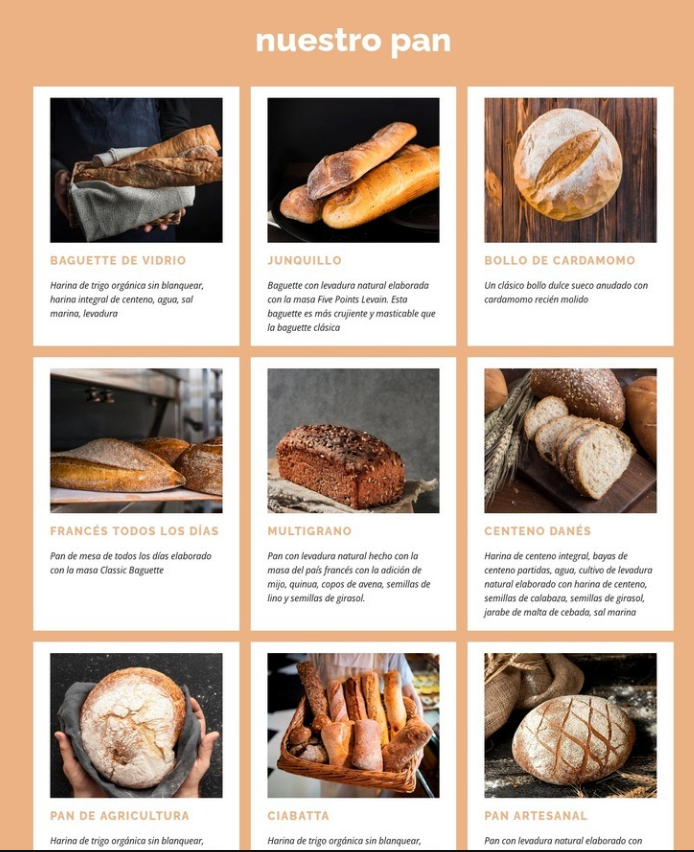 nuestro pan
BAGUETTE DE VIDRIO
Harina de trigo orgánica sin blanquear,
harina integral de centeno, agua, sal
marina, levadura
JUNQUILLO
Baguette con levadura natural elaborada
con la masa Five Points Levain. Esta
baguette es más crujiente y masticable que
la baguette clásica
BOLLO DE CARDAMOMO
Un clásico bollo dulce sueco anudado con
cardamomo recién molido
FRANCÉS TODOS LOS DÍAS
Pan de mesa de todos los días elaborado
con la masa Classic Baguette
MULTIGRANO
Pan con levadura natural hecho con la
masa del país francés con la adición de
mijo, quinua, copos de avena, semillas de
lino y semillas de girasol.
CENTENO DANÉS
Harina de centeno integral, bayas de
centeno partidas, agua, cultivo de levadura
natural elaborado con harina de centeno,
semillas de calabaza, semillas de girasol,
jarabe de malta de cebada, sal marina
PAN DE AGRICULTURA
Harina de trigo orgánica sin blanquear,
CIABATTA
Harina de trigo orgánica sin blanquear,
PAN ARTESANAL
Pan con levadura natural elaborado con